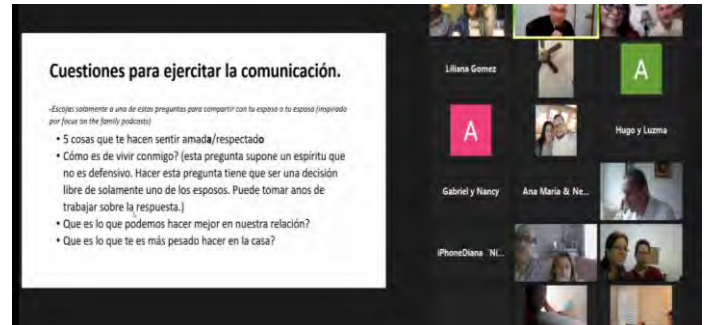 Cuestiones para ejercitar la comunicación.
-Escojas solamente a una de estas preguntas para compartir con tu esposo o tu esposa (inspirado
por focus on the family podcasts)
• 5 cosas que te hacen sentir amada/respectado
• Cómo es de vivir conmigo? (esta pregunta supone un espíritu que
no es defensivo. Hacer esta pregunta tiene que ser una decisión
libre de solamente uno de los esposos. Puede tomar anos de
trabajar sobre la respuesta.)
• Que es lo que podemos hacer mejor en nuestra relación?
• Que es lo que te es más pesado hacer en la casa?
Liliana Gomez
A
A
Hugo y Luzma
Gabriel y Nancy
Ana Maria & Ne...
iPhoneDiana Ni...